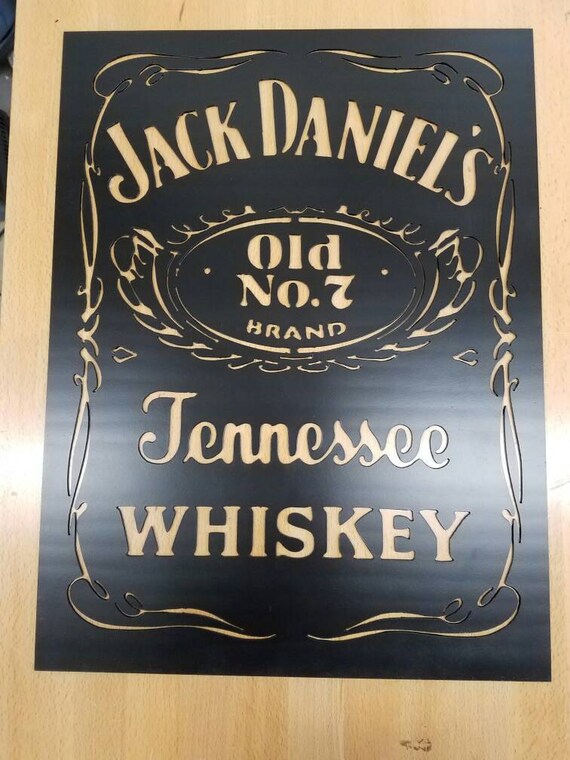 JACK DANIEL'S
Old
No.7
BRAND
Tennessee
WHISKEY